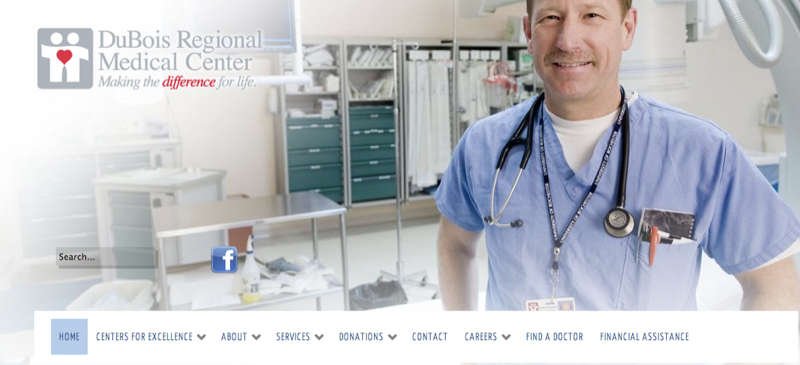 DuBois Regional
Medical Center
Making the difference for life.
Search...
f
HOME CENTERS FOR EXCELLENCE ABOUT SERVICES DONATIONS CONTACT CAREERS FIND A DOCTOR FINANCIAL ASSISTANCE